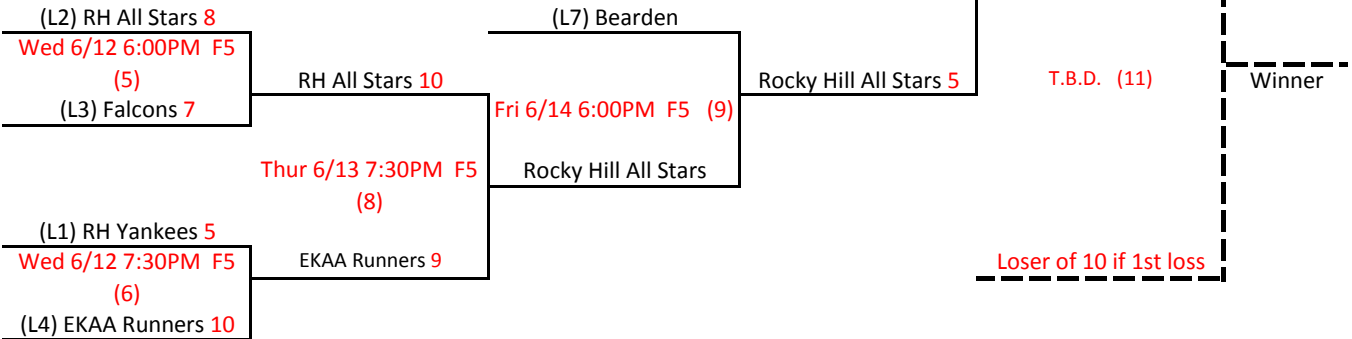 (L2) RH All Stars 8
(L7) Bearden
Wed 6/12 6:00PM F5
(5)
RH All Stars 10
Rocky Hill All Stars 5
T.B.D. (11)
Winner
(L3) Falcons 7
Fri 6/14 6:00PM F5 (9)
Thur 6/13 7:30PM F5
(8)
Rocky Hill All Stars
(L1) RH Yankees 5
Wed 6/12 7:30PM F5
(6)
EKAA Runners 9
Loser of 10 if 1st loss
(L4) EKAA Runners 10